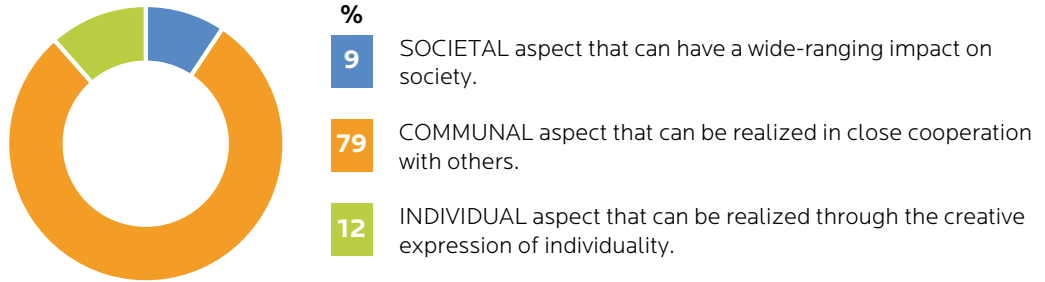 %
9
SOCIETAL aspect that can have a wide-ranging impact on
society.
79
COMMUNAL aspect that can be realized in close cooperation
with others.
12
INDIVIDUAL aspect that can be realized through the creative
expression of individuality.